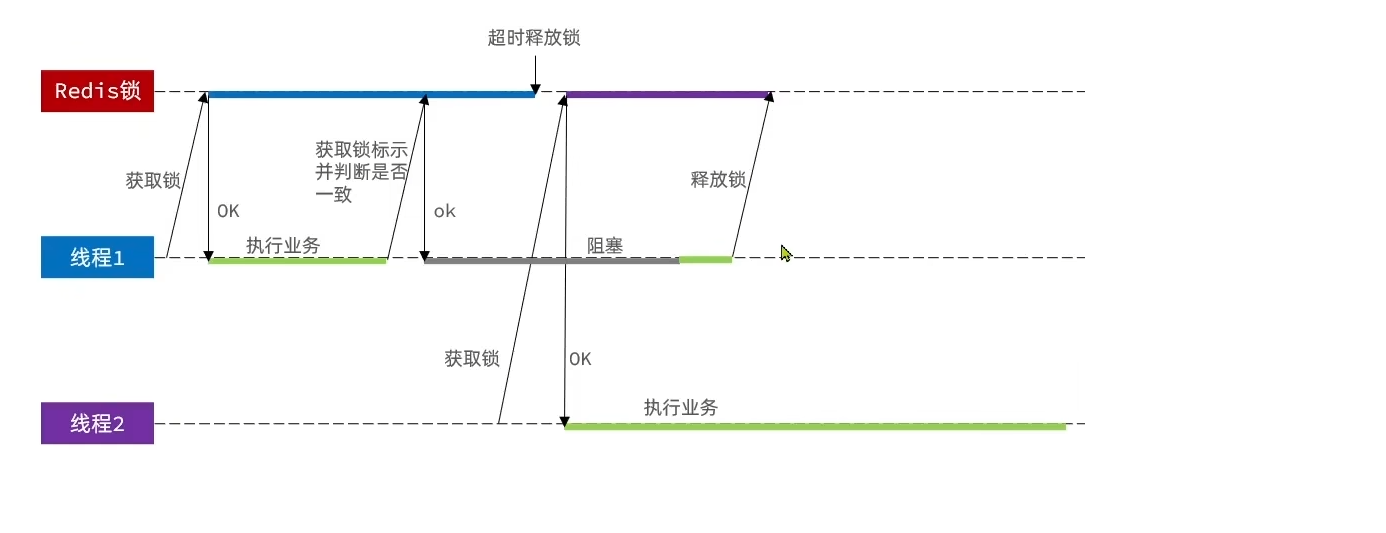 超时释放锁
Redis锁
获取锁标示
并判断是否
一致
获取锁
释放锁
OK
ok
执行业务
阻塞
线程1
获取锁
OK
执行业务
线程2